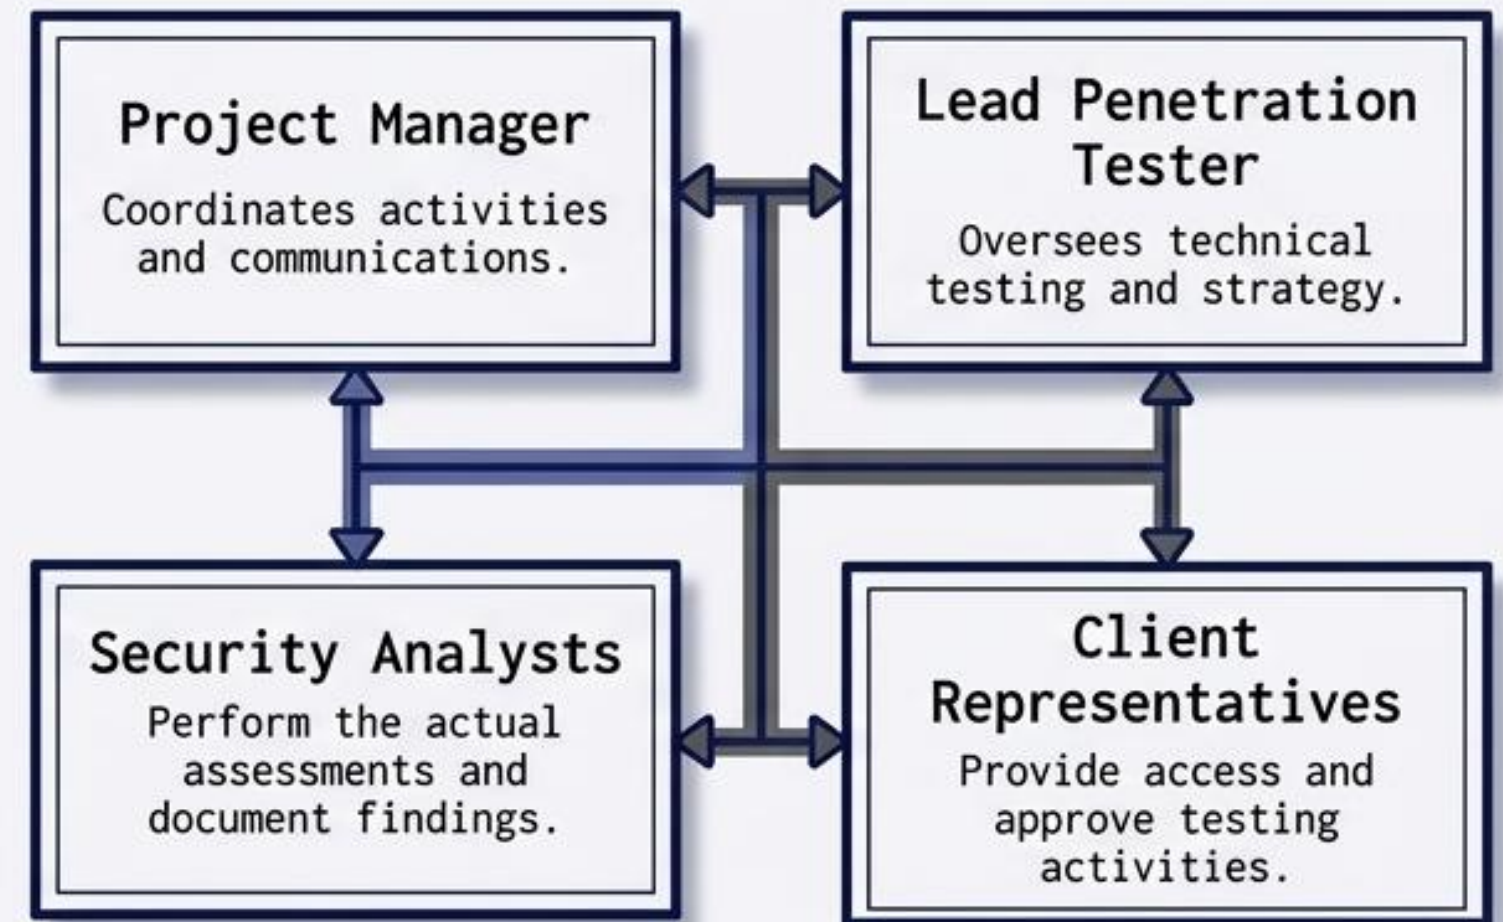 Project Manager
Coordinates activities
and communications.
Lead Penetration
Tester
Oversees technical
testing and strategy.
Security Analysts
Perform the actual
assessments and
document findings.
Client
Representatives
Provide access and
approve testing
activities.